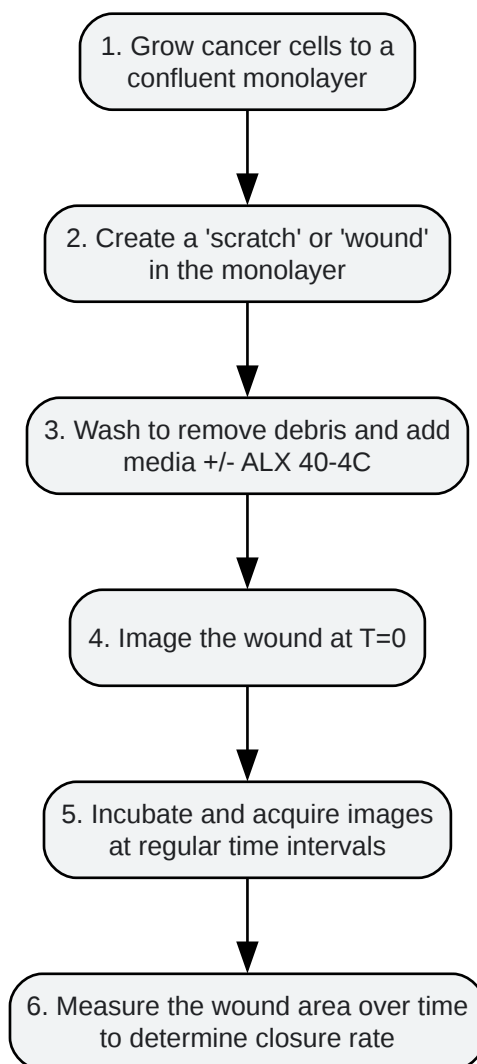 1. Grow cancer cells to a
confluent monolayer
2. Create a 'scratch' or 'wound'
in the monolayer
3. Wash to remove debris and add
media +/- ALX 40-4C
4. Image the wound at T=0
5. Incubate and acquire images
at regular time intervals
6. Measure the wound area over time
to determine closure rate